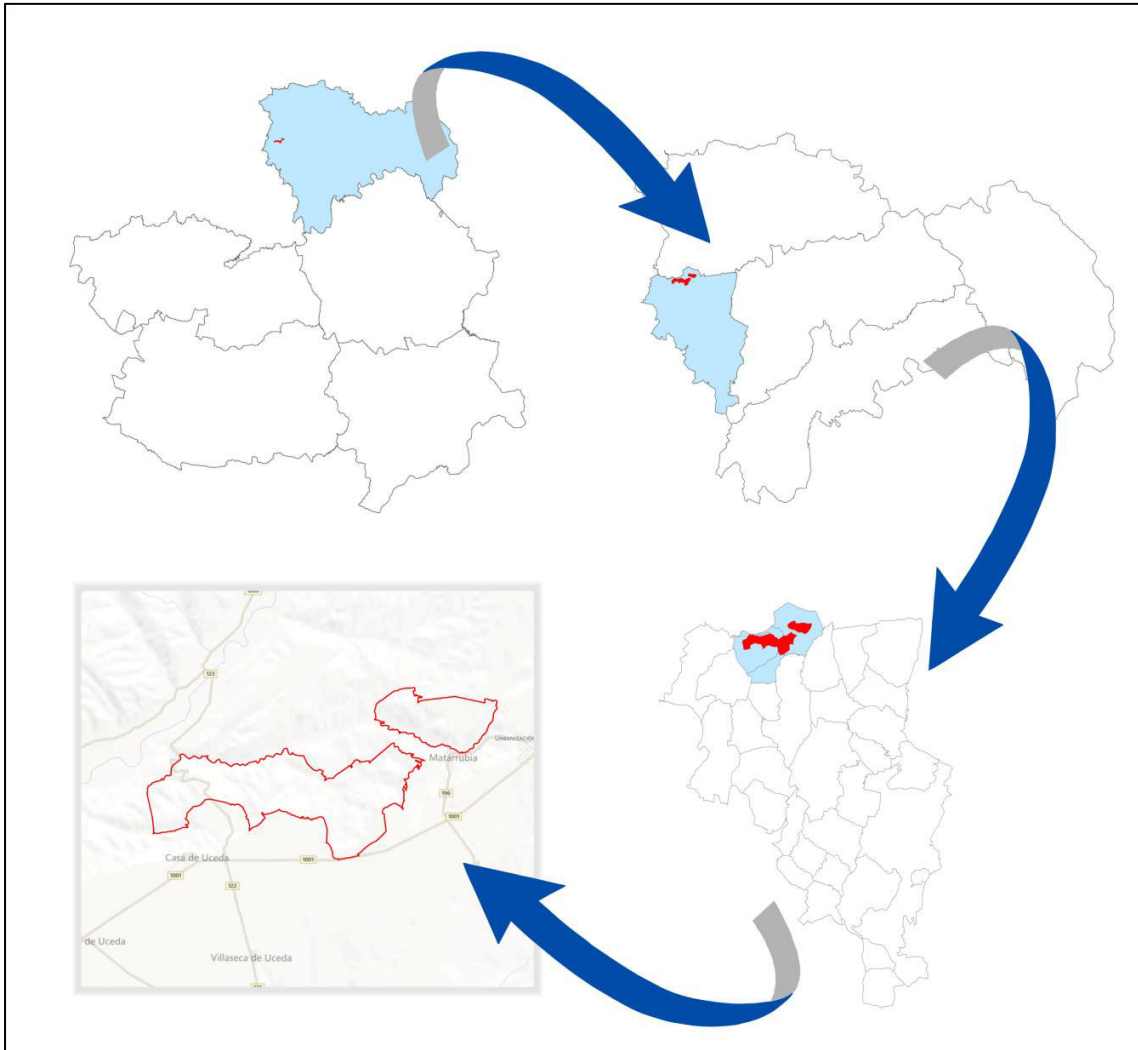 123
URBANIZACIÓN
Matarrubia
196
1001
Casa de Uceda
1001
1001
122
de Uceda
Villaseca de Uceda